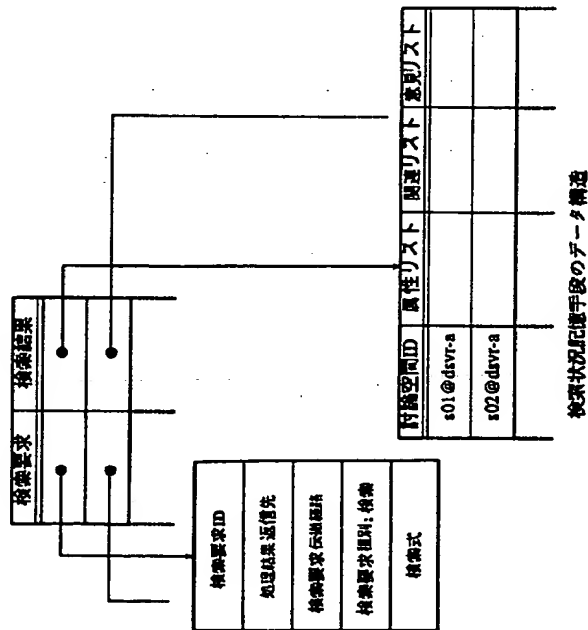 検索要求 検索結果
検索要求ID
処理結果返信先
検索要求伝達経路
検索要求種別:検索
検索式
討論空間ID 属性リスト 関連リスト 意見リスト
s01@dsvr-a
s02@dsvr-a
検索状況記憶手段のデータ構造